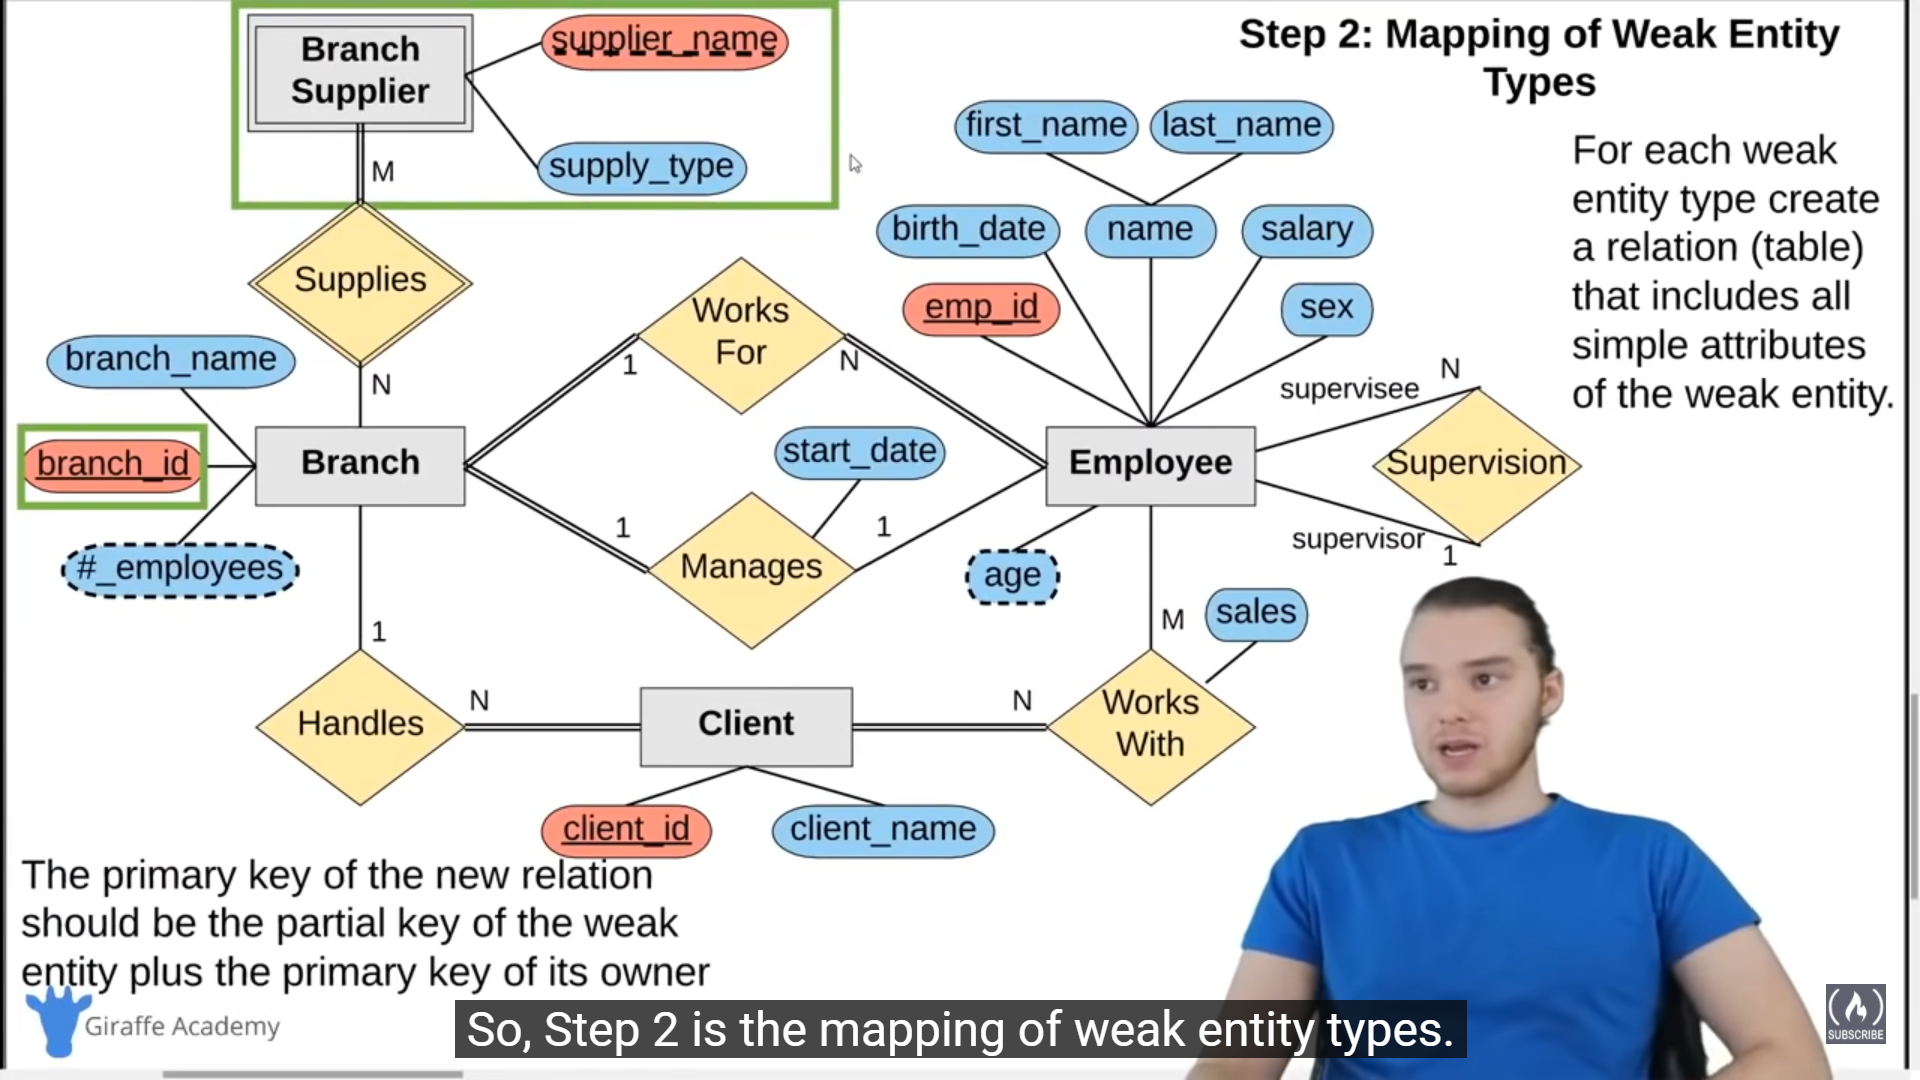 Step 2: Mapping of Weak Entity
Types
For each weak
entity type create
a relation (table)
that includes all
simple attributes
of the weak entity.
Branch
Supplier
supplier_name
supply_type
M
Supplies
N
first_name
last_name
birth_date
name
salary
emp_id
sex
branch_name
branch_id
#_employees
Branch
Works
For
1
N
start_date
Manages
1
1
Employee
age
supervisee
N
Supervision
supervisor
1
1
Handles
N
Client
N
M
sales
Works
With
client_id
client_name
The primary key of the new relation
should be the partial key of the weak
entity plus the primary key of its owner
Giraffe Academy
So, Step 2 is the mapping of weak entity types.
SUBSCRIBE